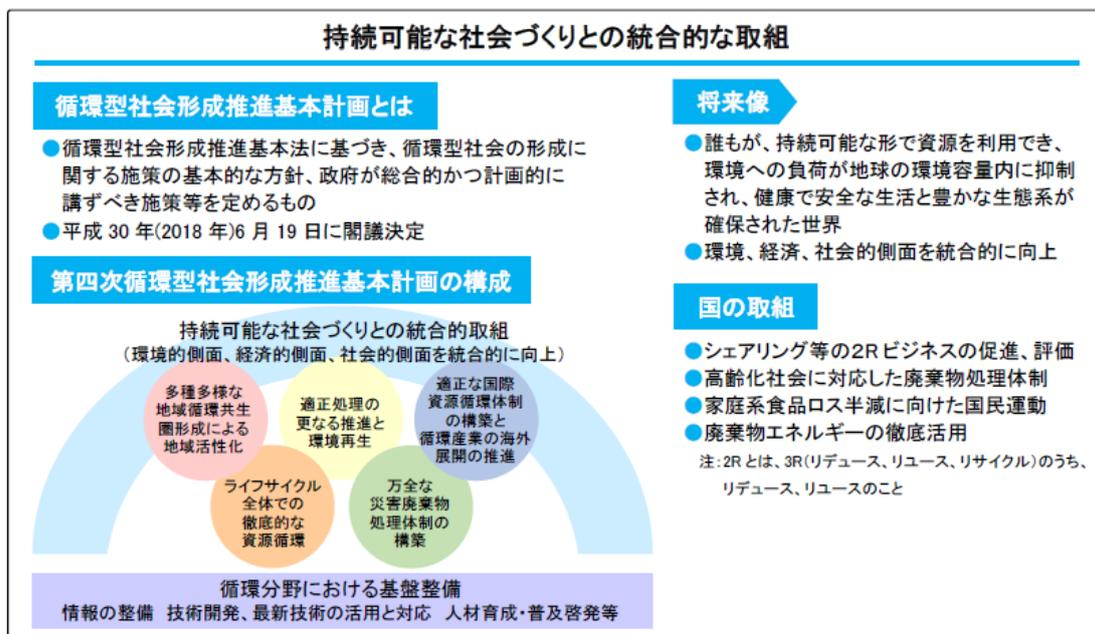 持続可能な社会づくりとの統合的な取組
循環型社会形成推進基本計画とは
●循環型社会形成推進基本法に基づき、循環型社会の形成に
関する施策の基本的な方針、政府が総合的かつ計画的に
講ずべき施策等を定めるもの
●平成 30 年(2018 年)6 月 19 日に閣議決定
第四次循環型社会形成推進基本計画の構成
持続可能な社会づくりとの統合的取組
(環境的側面、経済的側面、社会的側面を統合的に向上)
多種多様な
地域循環共生
圏形成による
地域活性化
適正処理の
更なる推進と
環境再生
適正な国際
資源循環体制
の構築と
循環産業の海外
展開の推進
ライフサイクル
全体での
徹底的な
資源循環
万全な
災害廃棄物
処理体制の
構築
循環分野における基盤整備
情報の整備 技術開発、最新技術の活用と対応 人材育成・普及啓発等
将来像
●誰もが、持続可能な形で資源を利用でき、
環境への負荷が地球の環境容量内に抑制
され、健康で安全な生活と豊かな生態系が
確保された世界
●環境、経済、社会的側面を統合的に向上
国の取組
●シェアリング等の2Rビジネスの促進、評価
●高齢化社会に対応した廃棄物処理体制
●家庭系食品ロス半減に向けた国民運動
●廃棄物エネルギーの徹底活用
注:2Rとは、3R(リデュース、リユース、リサイクル)のうち、
リデュース、リユースのこと